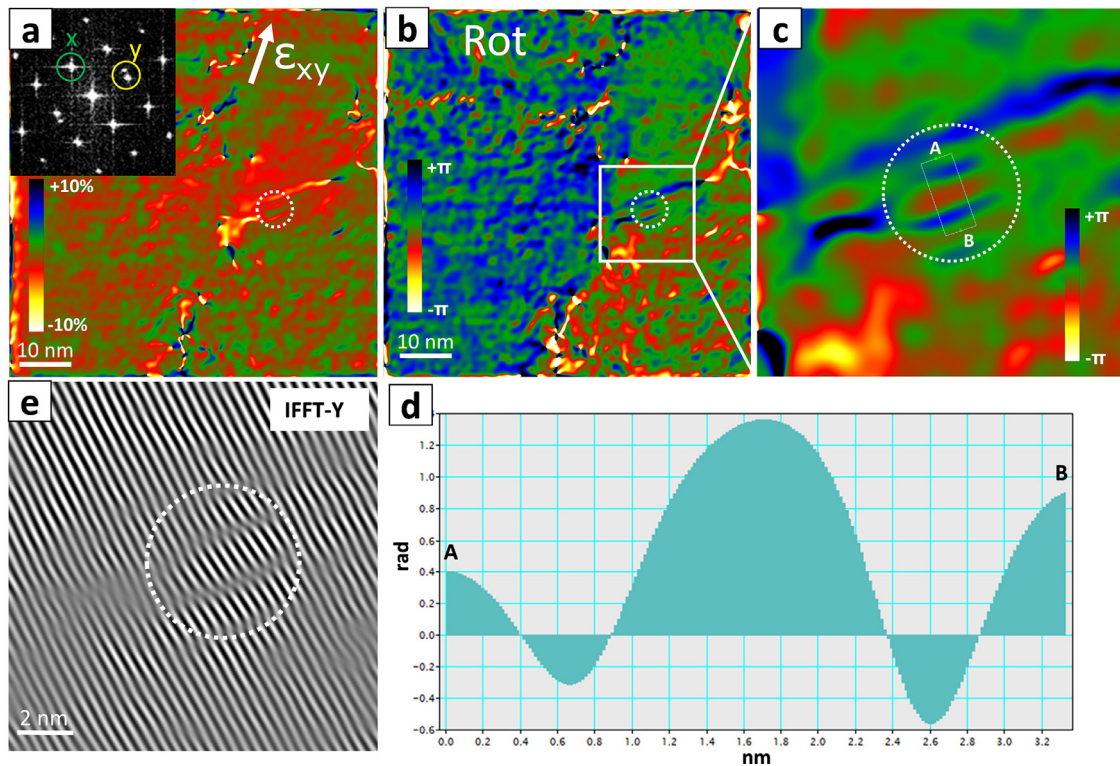 a
x
y
εxy
+10%
-10%
10 nm
b
Rot
+π
-π
10 nm
c
A
B
+π
-π
e
IFFT-Y
2 nm
d
1.2
1.0
0.8
0.6
0.4
0.2
0.0
-0.2
-0.4
-0.6
rad
A
B
0.0 0.2 0.4 0.6 0.8 1.0 1.2 1.4 1.6 1.8 2.0 2.2 2.4 2.6 2.8 3.0 3.2
nm